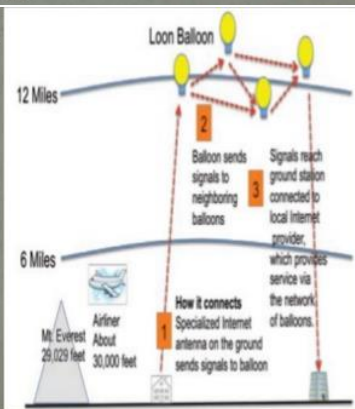 Loon Balloon
12 Miles
2
Balloon sends
signals to
neighboring
balloons
3
Signals reach
ground station
connected to
local Internet
provider,
which provides
service via
the network
of balloons.
6 Miles
Mt. Everest
29,029 feet
Airliner
About
30,000 feet
1
How it connects
Specialized Internet
antenna on the ground
sends signals to balloon